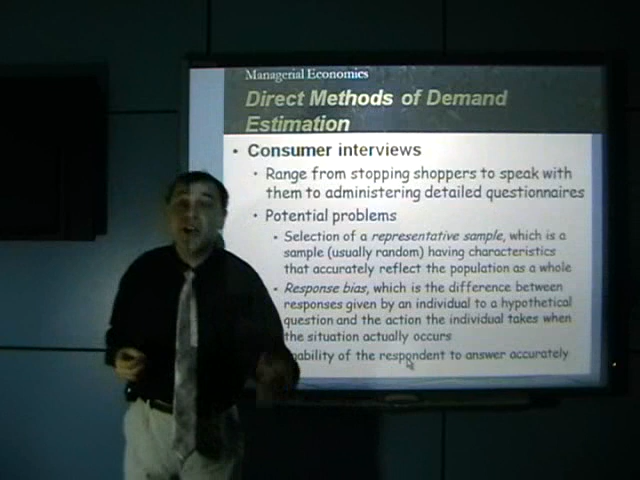 Managerial Economics
Direct Methods of Demand
Estimation
• Consumer interviews
• Range from stopping shoppers to speak with
them to administering detailed questionnaires
• Potential problems
• Selection of a representative sample, which is a
sample (usually random) having characteristics
that accurately reflect the population as a whole
• Response bias, which is the difference between
responses given by an individual to a hypothetical
question and the action the individual takes when
the situation actually occurs
of the respondent to answer accurately